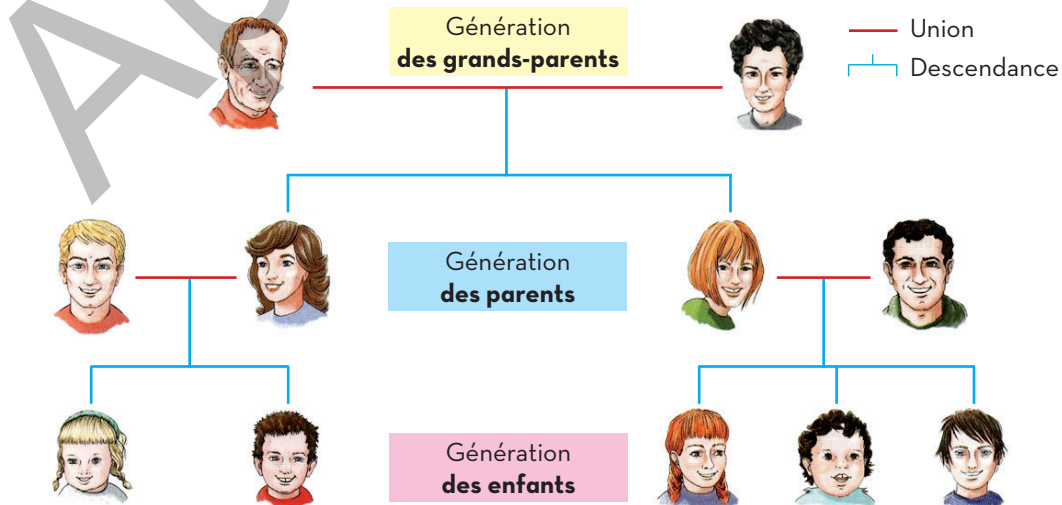 Génération
des grands-parents
Union
Descendance
Génération
des parents
Génération
des enfants